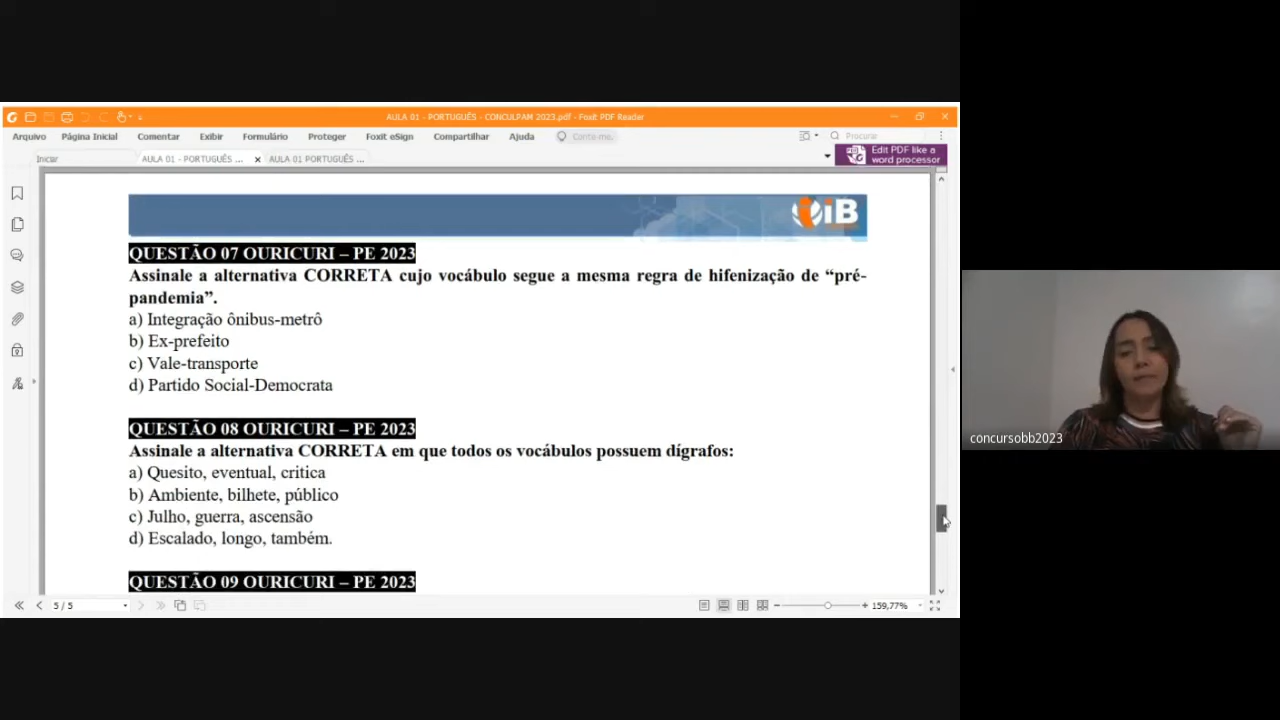 AULA 01 - PORTUGUÊS - CONCULPAM 2023.pdf - Foxit PDF Reader
Arquivo Página Inicial Comentar Exibir Formulário Proteger Foxit eSign Compartilhar Ajuda Conte-me. Procurar
Iniciar AULA 01 - PORTUGUÊS ... AULA 01 PORTUGUÊS ...
Edit PDF like a
word processor
iB
QUESTÃO 07 OURICURI – PE 2023
Assinale a alternativa CORRETA cujo vocábulo segue a mesma regra de hifenização de “pré-
pandemia”.
a) Integração ônibus-metrô
b) Ex-prefeito
c) Vale-transporte
d) Partido Social-Democrata
QUESTÃO 08 OURICURI – PE 2023
Assinale a alternativa CORRETA em que todos os vocábulos possuem dígrafos:
a) Quesito, eventual, critica
b) Ambiente, bilhete, público
c) Julho, guerra, ascensão
d) Escalado, longo, também.
QUESTÃO 09 OURICURI – PE 2023
5 / 5
159,77%
concursobb2023